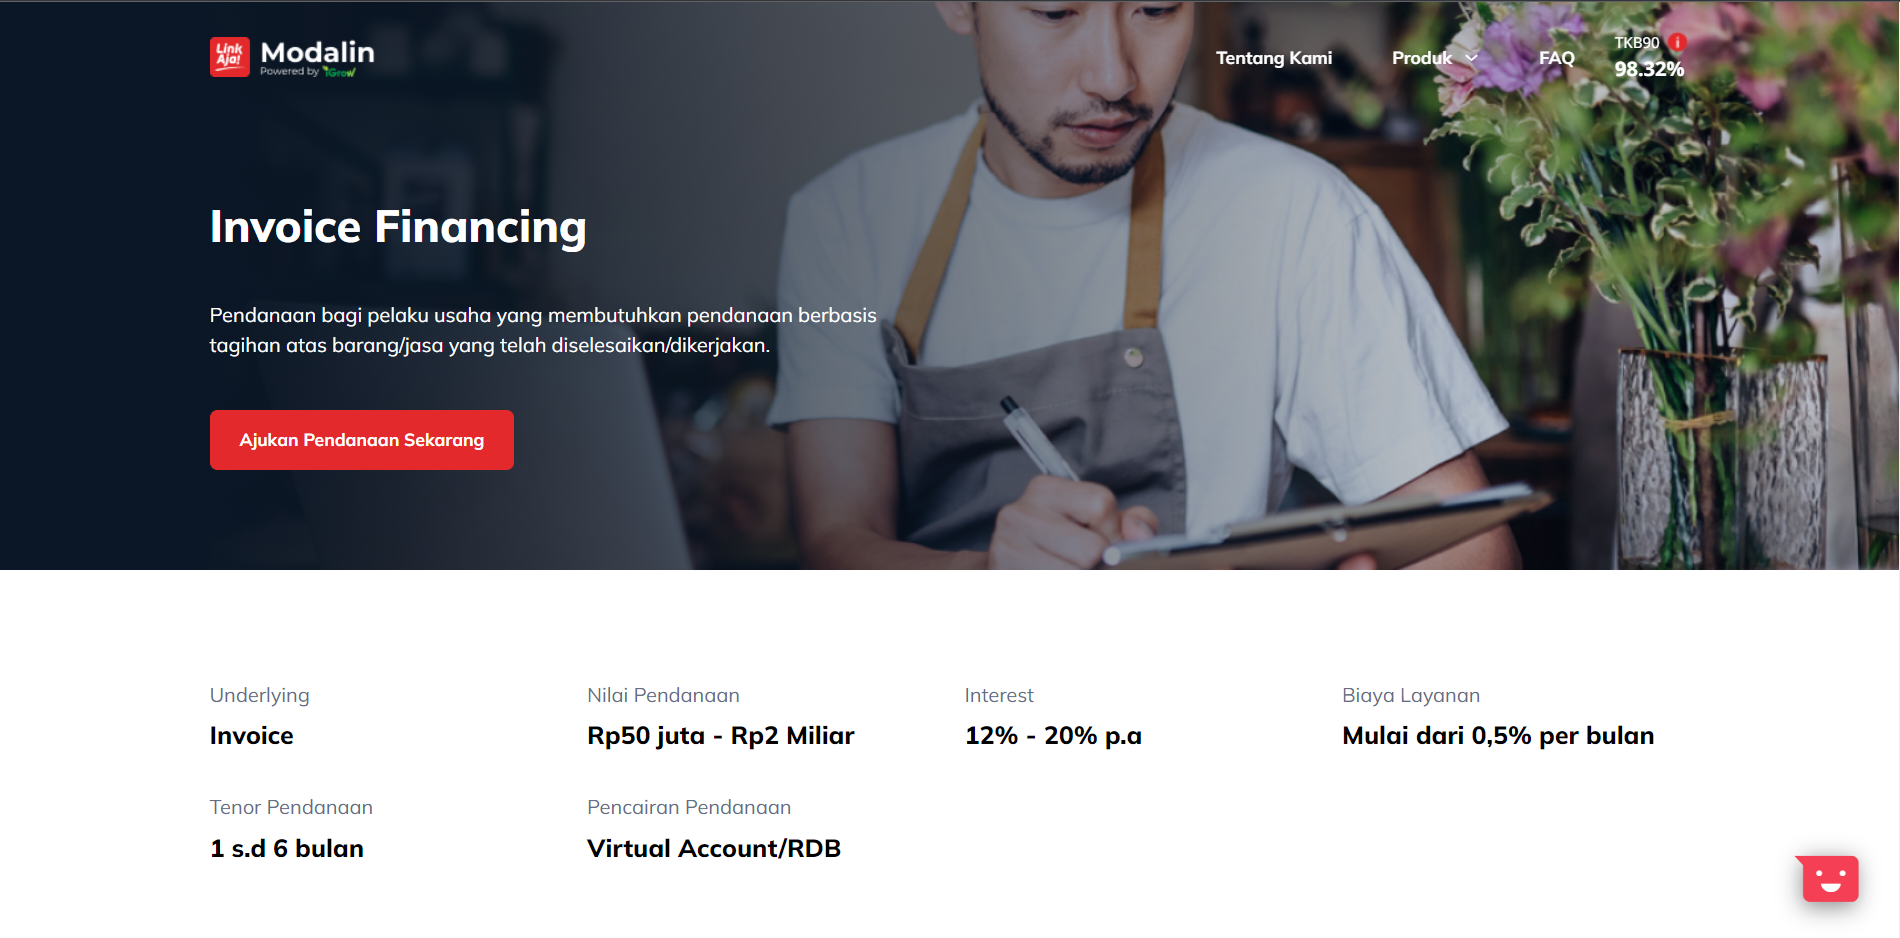 Link Aja!
Modalin
Powered by iGrow
Tentang Kami
Produk
FAQ
TKB90 i
98.32%
Invoice Financing
Pendanaan bagi pelaku usaha yang membutuhkan pendanaan berbasis
tagihan atas barang/jasa yang telah diselesaikan/dikerjakan.
Ajukan Pendanaan Sekarang
Underlying
Invoice
Nilai Pendanaan
Rp50 juta - Rp2 Miliar
Interest
12% - 20% p.a
Biaya Layanan
Mulai dari 0,5% per bulan
Tenor Pendanaan
1 s.d 6 bulan
Pencairan Pendanaan
Virtual Account/RDB